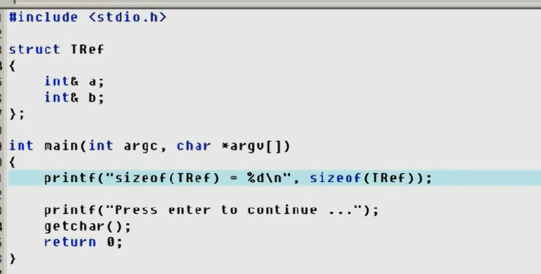 #include <stdio.h>
struct TRef
{
int& a;
int& b;
};
int main(int argc, char *argv[])
{
printf("sizeof(TRef) = %d\n", sizeof(TRef));
printf("Press enter to continue ...");
getchar();
return 0;
}